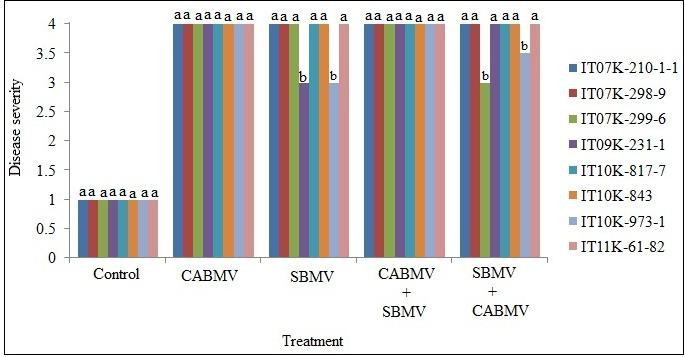 Disease severity
4
3.5
3
2.5
2
1.5
1
0.5
0
a a a a a a a a
a a a a a a a a
a a a b a a b a
a a a a a a a a
a a b a a a b a
Control
CABMV
SBMV
CABMV
+
SBMV
SBMV
+
CABMV
Treatment
IT07K-210-1-1
IT07K-298-9
IT07K-299-6
IT09K-231-1
IT10K-817-7
IT10K-843
IT10K-973-1
IT11K-61-82